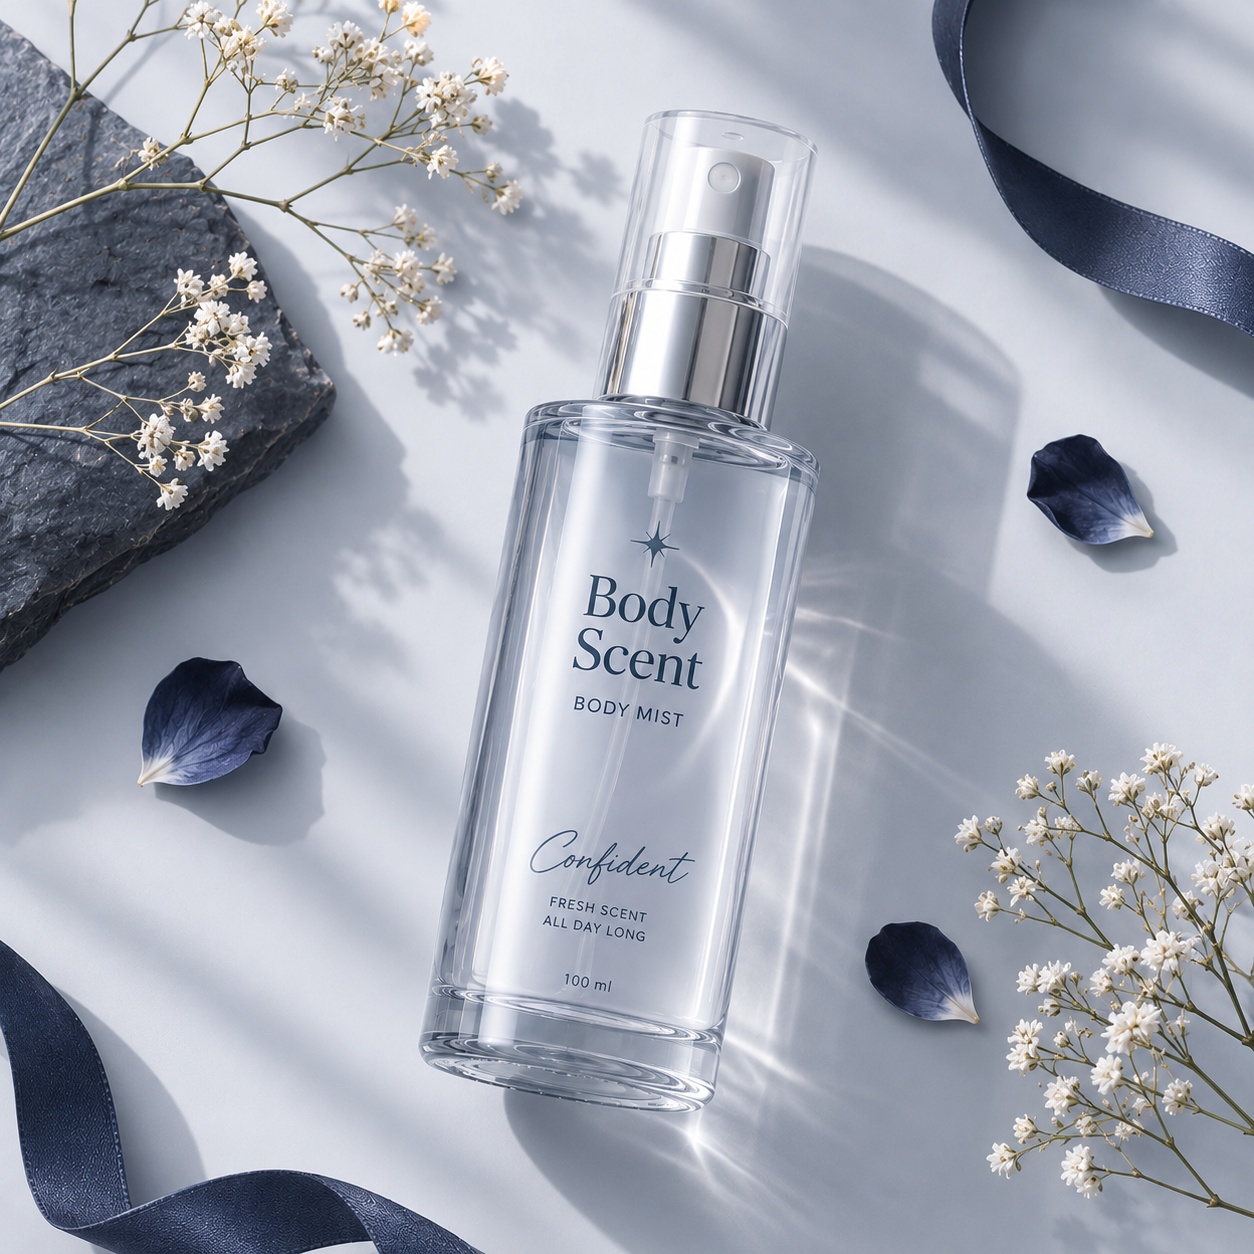 Body
Scent
BODY MIST
Confident
FRESH SCENT
ALL DAY LONG
100 ml